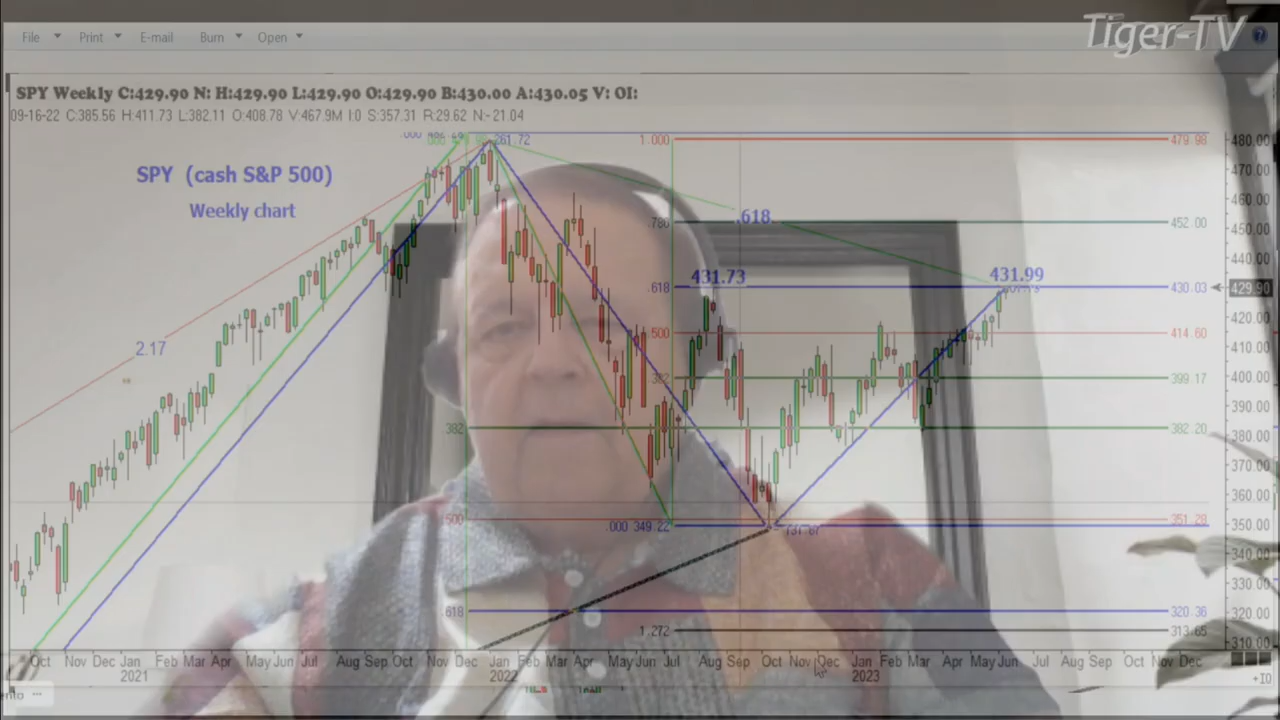 Tiger-TV
File Print E-mail Burn Open
SPY Weekly C:429.90 N: H:429.90 L:429.90 O:429.90 B:430.00 A:430.05 V: OI:
09-16-22 C:385.56 H:411.73 L:382.11 O:408.78 V:467.9M I:0 S:357.31 R:29.62 N:-21.04
261.72
1.000 479.98 480.00
470.00
SPY (cash S&P 500)
460.00
Weekly chart
.618
.786 452.00 450.00
440.00
431.73 431.99
.618 430.03 429.90
420.00
.500 414.60
410.00
2.17
.382 399.17 400.00
390.00
.382 382.20 380.00
370.00
360.00
.500 .000 349.22 351.29 350.00
340.00
330.00
.618 320.36 320.00
1.272 313.65 310.00
Oct Nov Dec Jan Feb Mar Apr May Jun Jul Aug Sep Oct Nov Dec Jan Feb Mar Apr May Jun Jul Aug Sep Oct Nov Dec Jan Feb Mar Apr May Jun Jul Aug Sep Oct Nov Dec
2021 2022 2023
+10